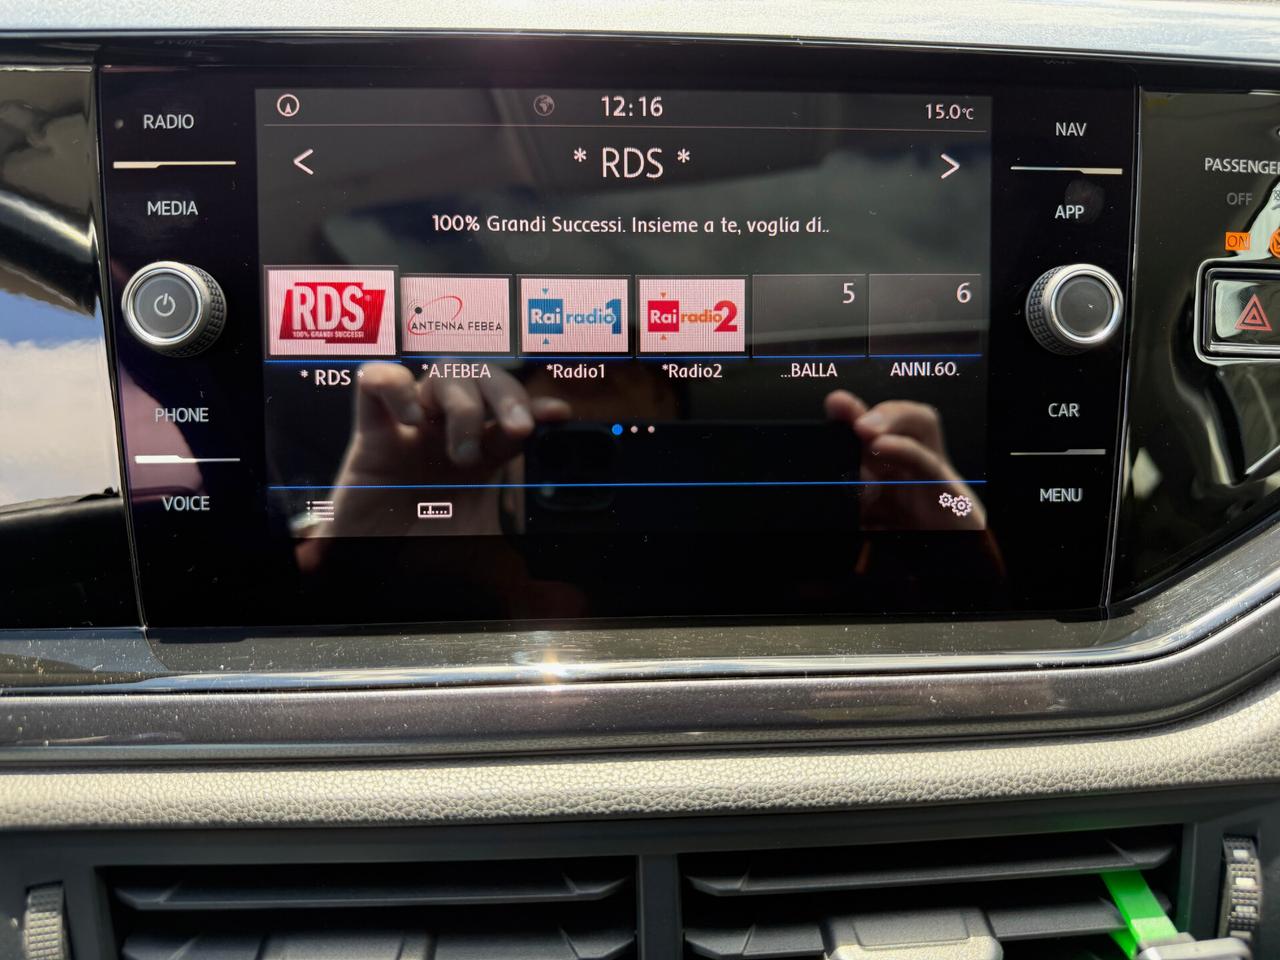 RADIO
MEDIA
PHONE
VOICE
12:16
15.0°C
< * RDS * >
100% Grandi Successi. Insieme a te, voglia di..
RDS
100% GRANDI SUCCESSI
ANTENNA FEBEA
Rai radio1
Rai radio2
5
6
* RDS *
*A.FEBEA
*Radio1
*Radio2
...BALLA
ANNI.60.
NAV
APP
CAR
MENU
PASSENGER
OFF
ON